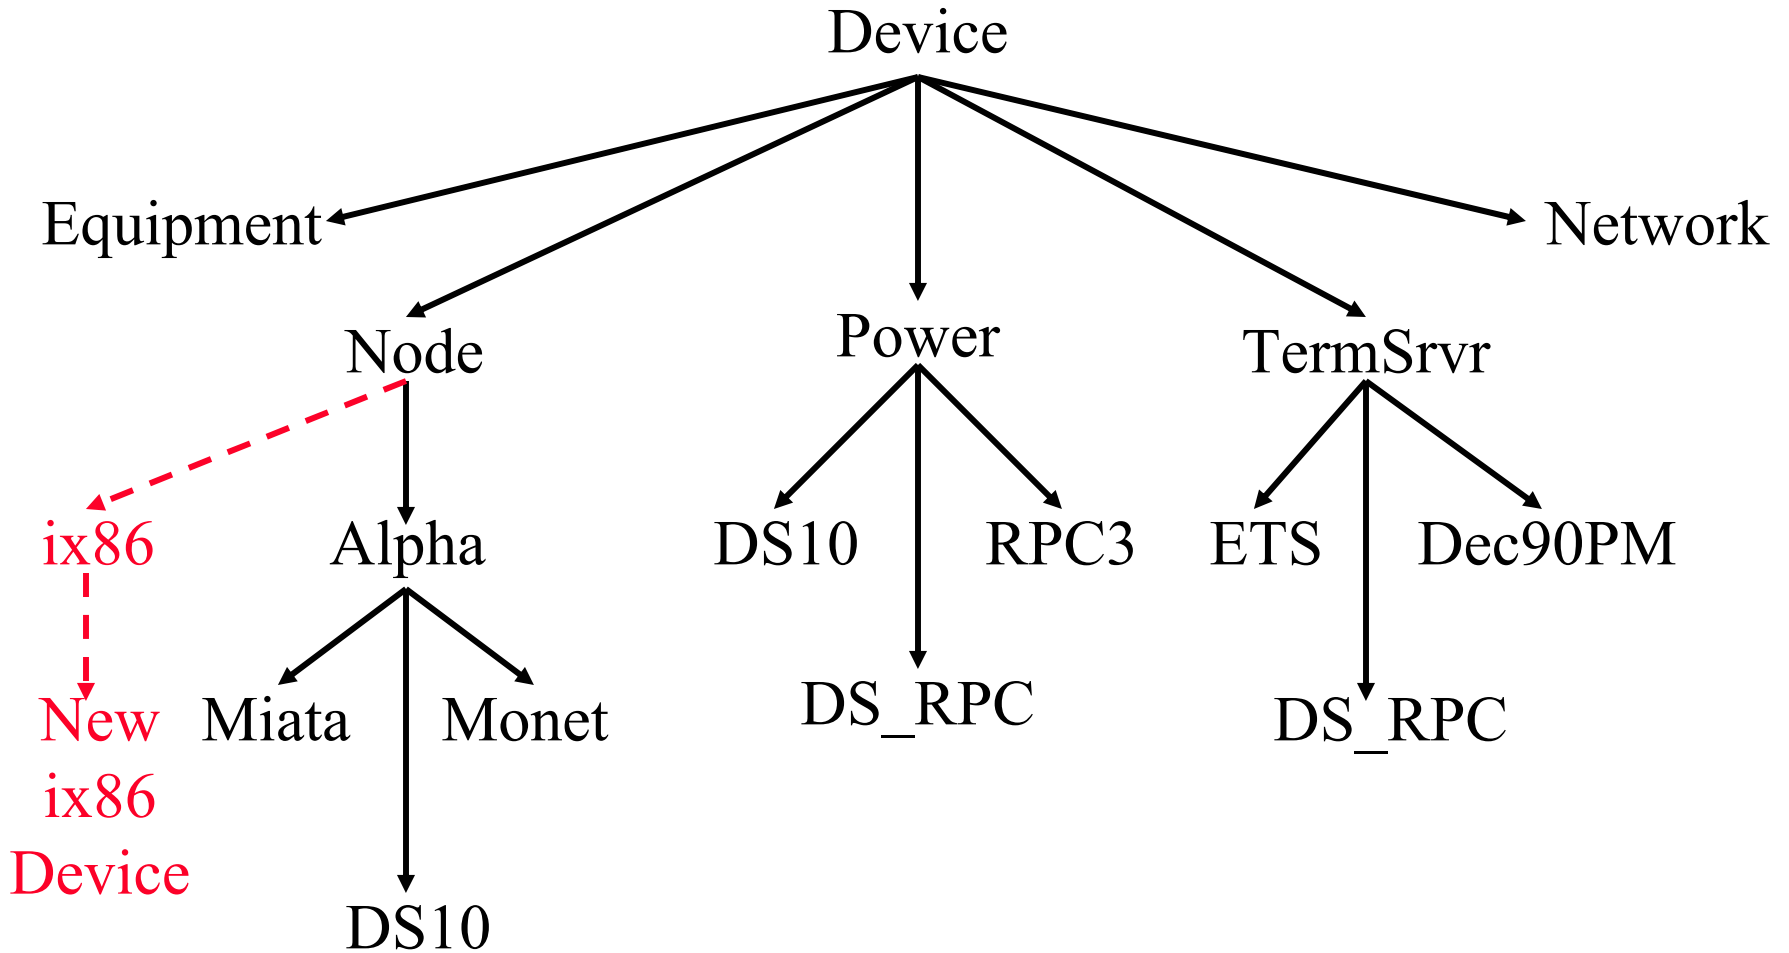 Device
Equipment
Network
Node
Power
TermSrvr
ix86
Alpha
DS10
RPC3
ETS
Dec90PM
New
ix86
Device
Miata
Monet
DS_RPC
DS_RPC
DS10